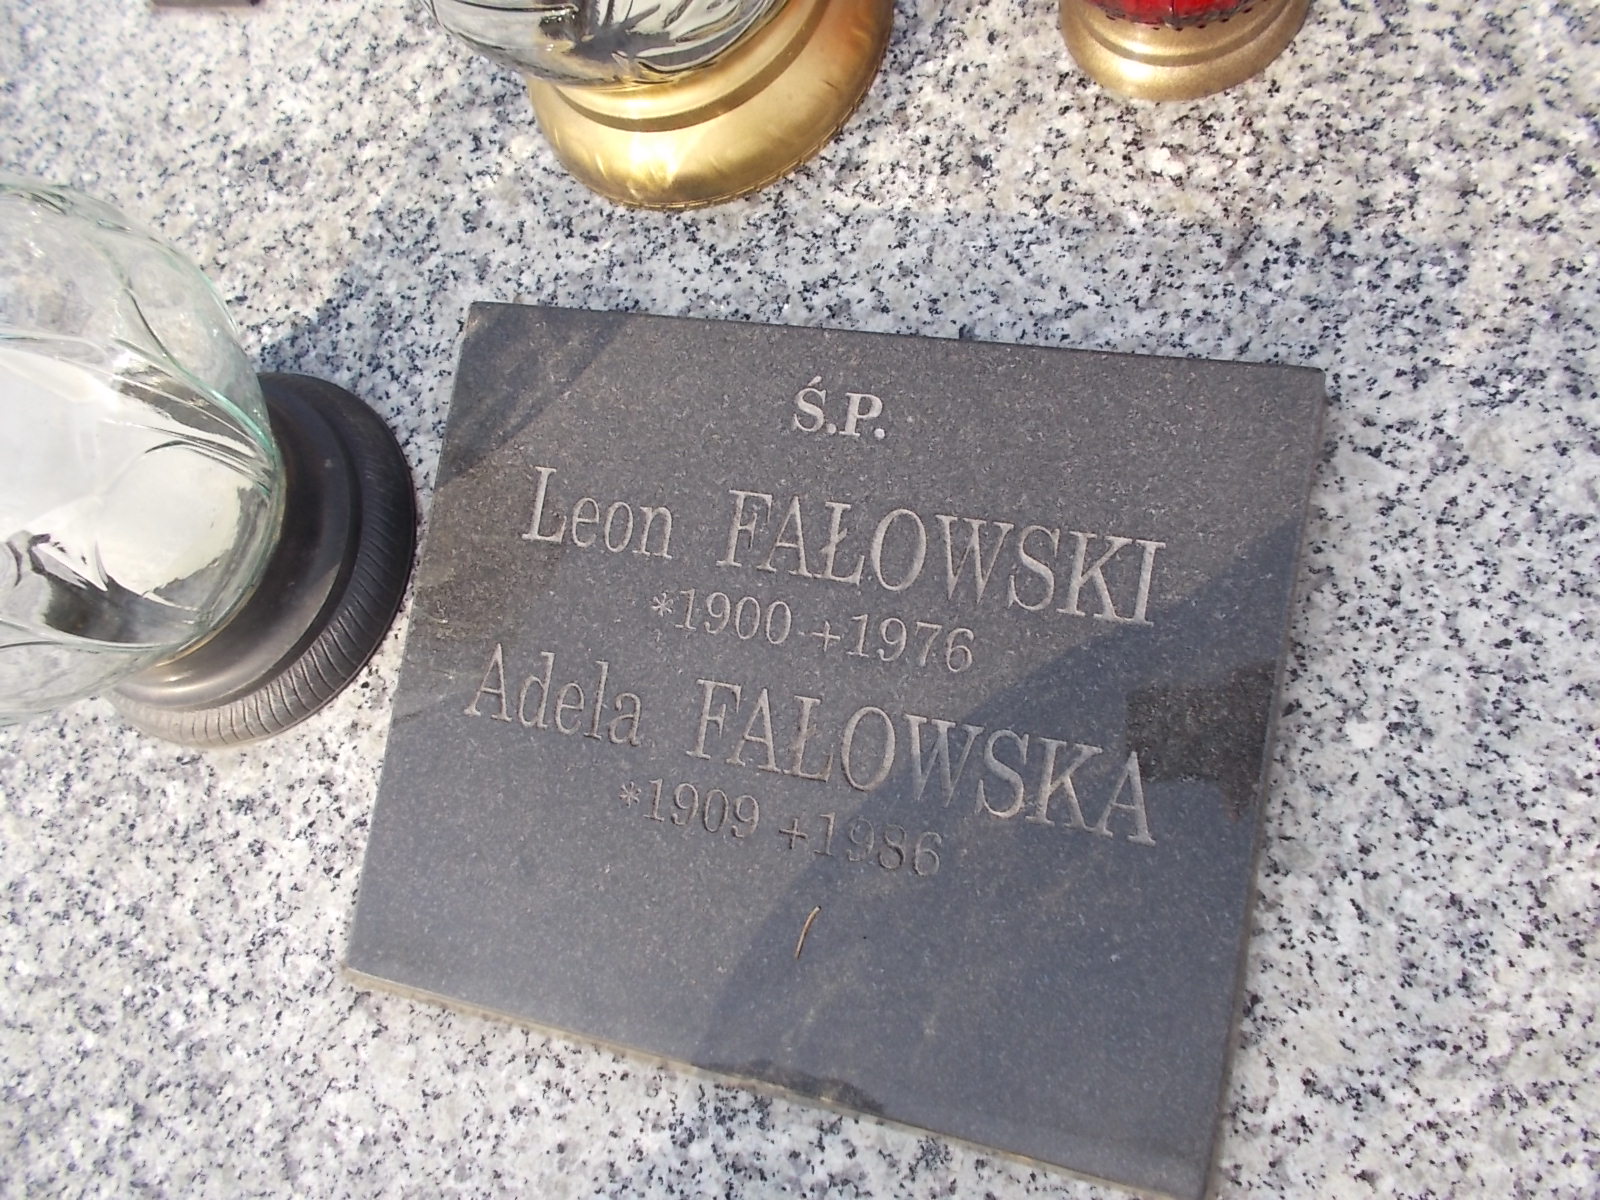 Ś.P.
Leon FAŁOWSKI
*1900 +1976
Adela FAŁOWSKA
*1909 +1986